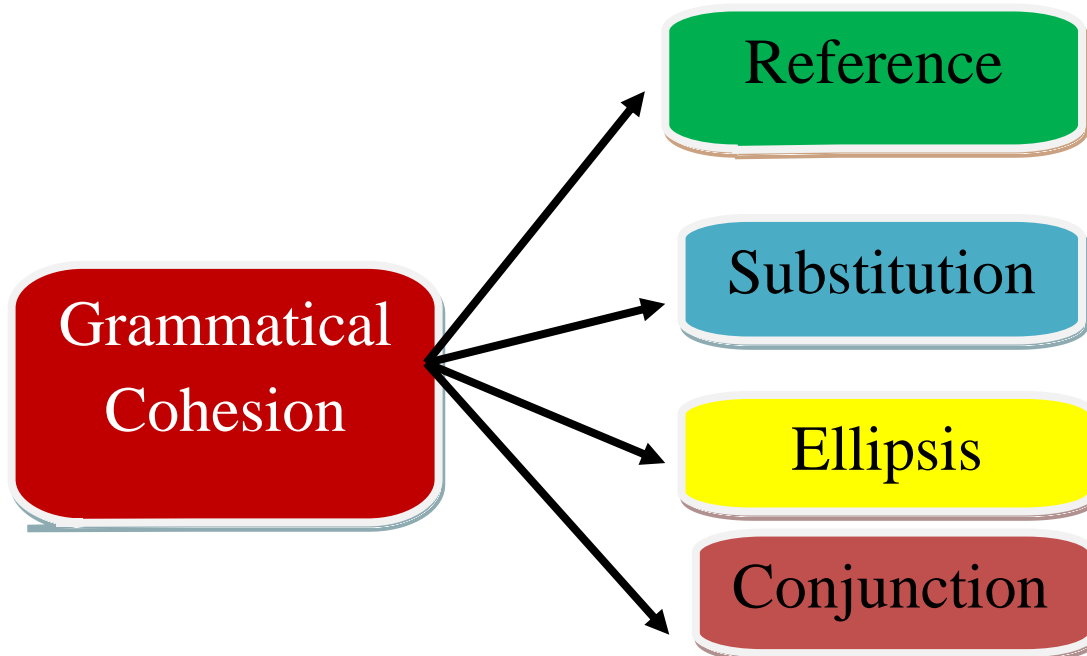 Grammatical
Cohesion
Reference
Substitution
Ellipsis
Conjunction